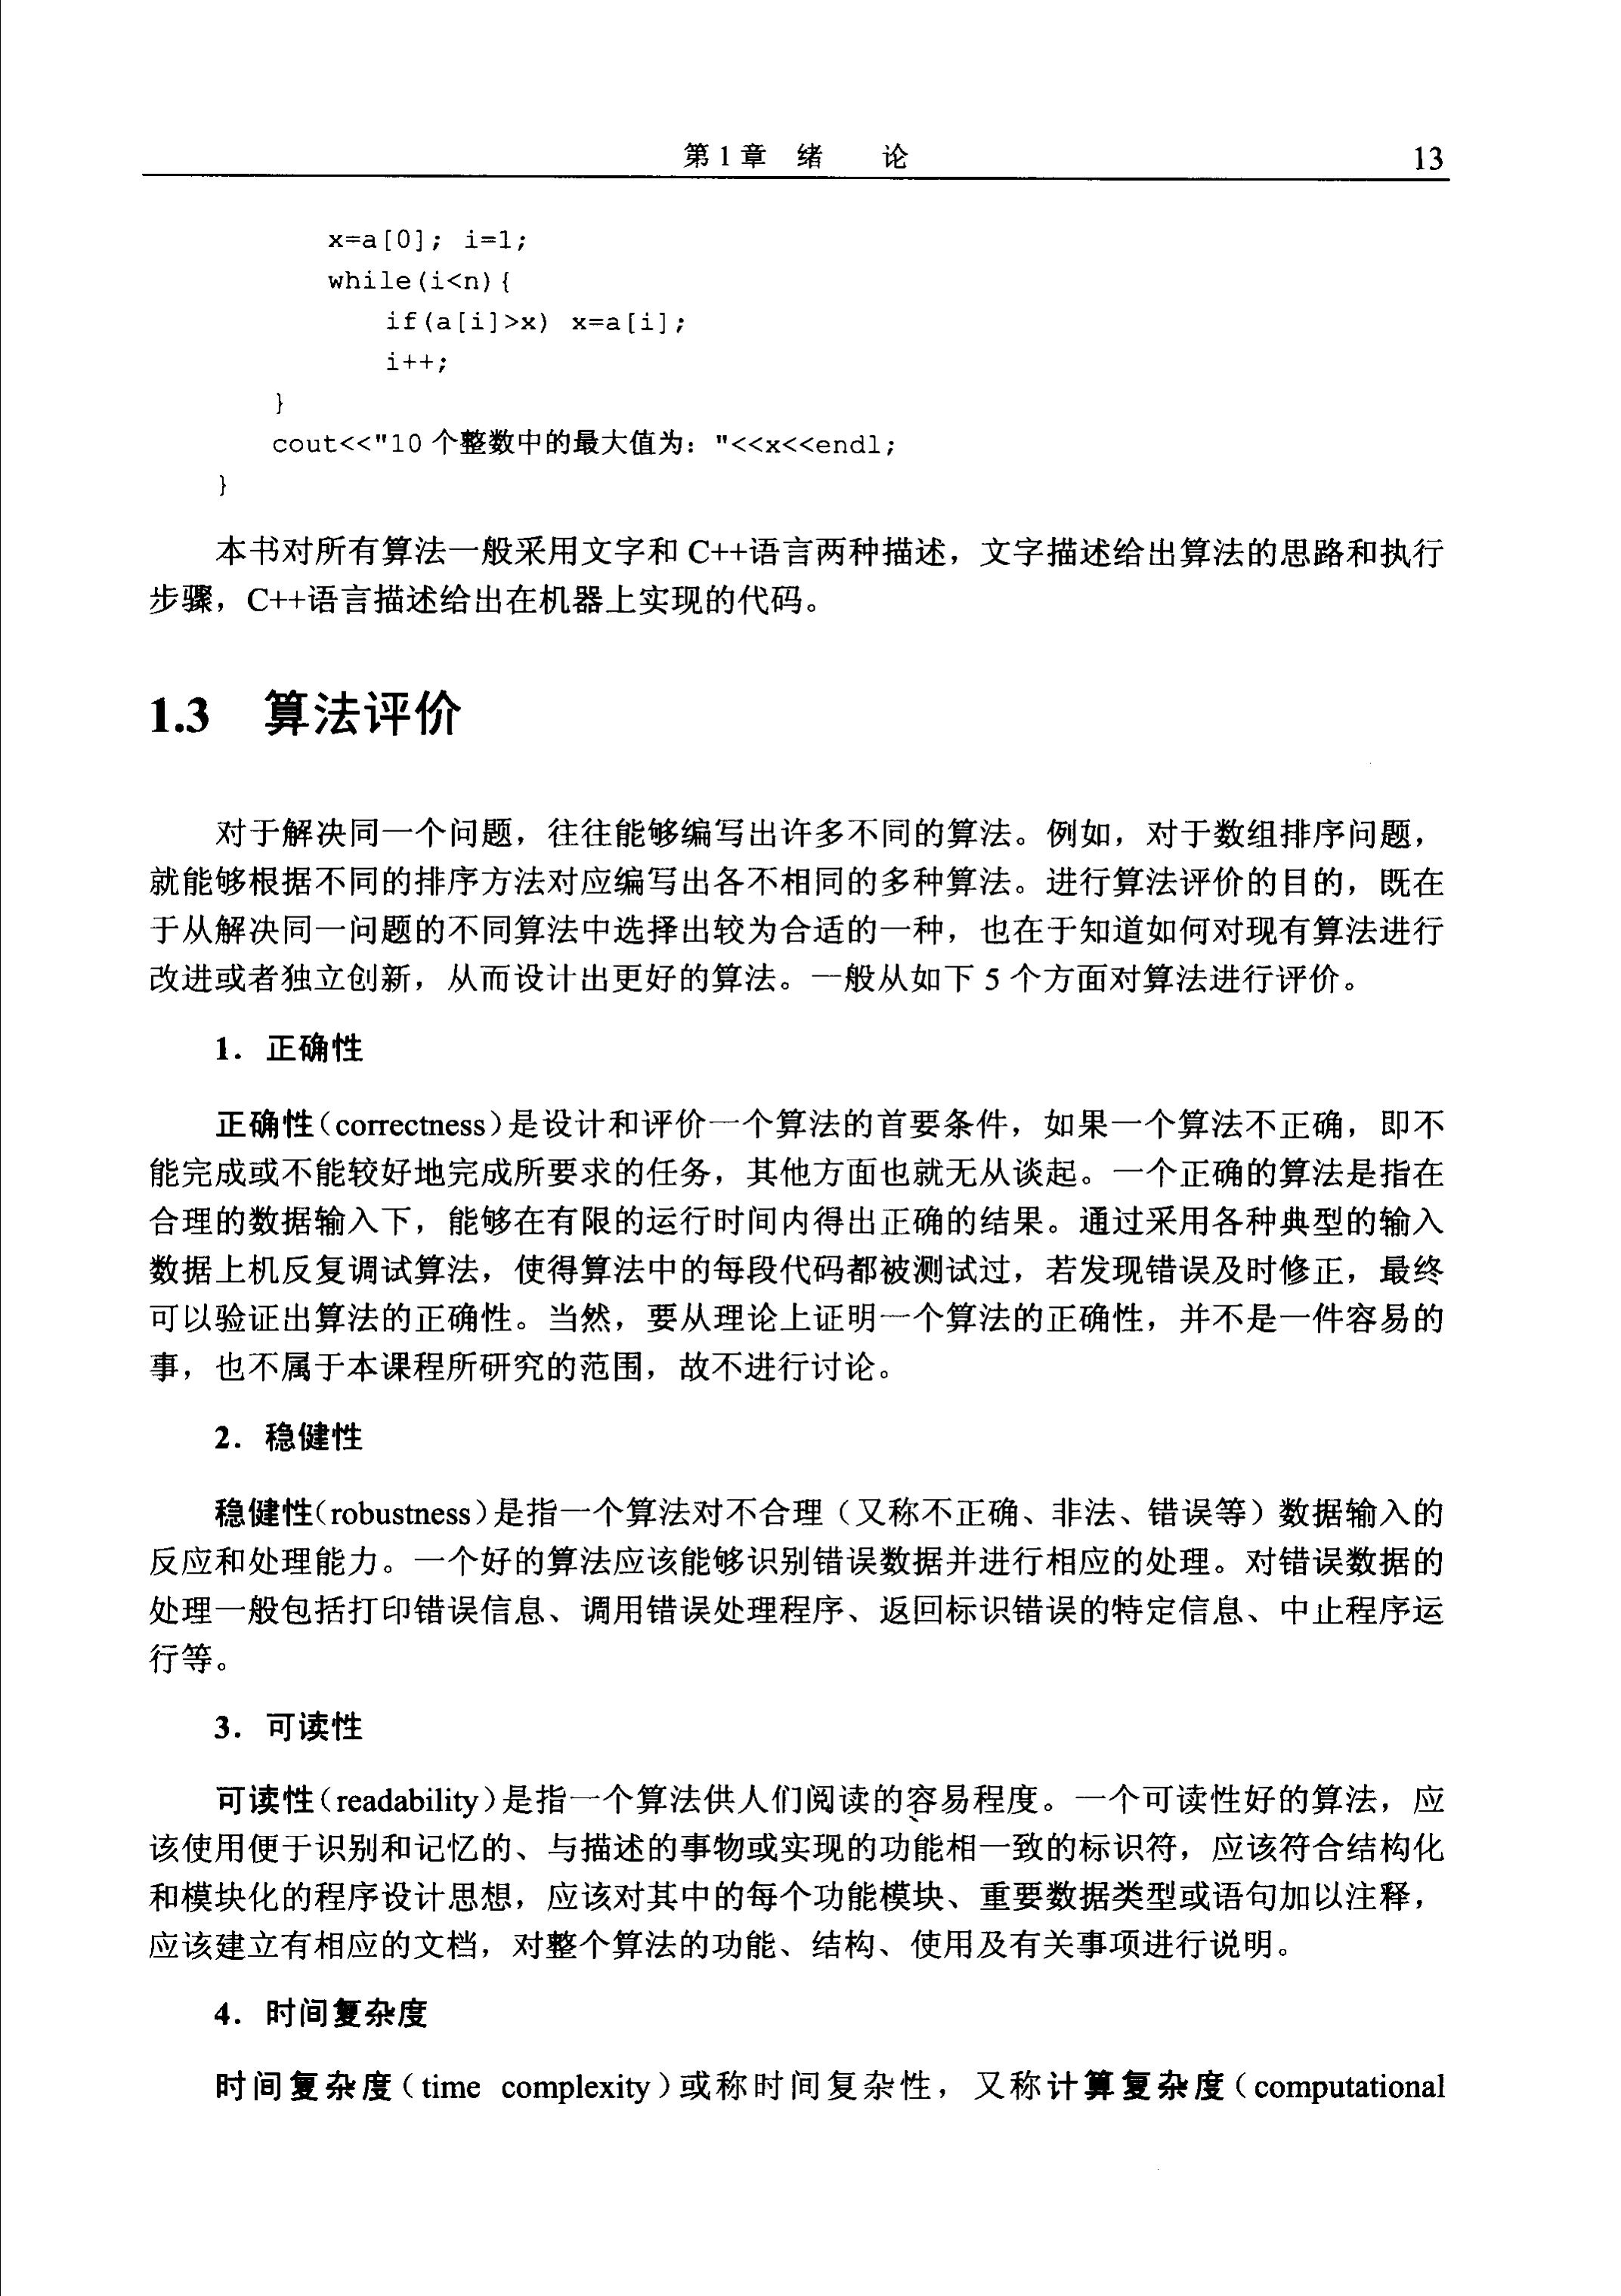 第 1 章 绪 论 13
x=a[0]; i=1;
while(i<n){
if(a[i]>x) x=a[i];
i++;
}
cout<<"10 个整数中的最大值为: "<<x<<endl;
}
本书对所有算法一般采用文字和 C++语言两种描述，文字描述给出算法的思路和执行
步骤，C++语言描述给出在机器上实现的代码。
1.3 算法评价
对于解决同一个问题，往往能够编写出许多不同的算法。例如，对于数组排序问题，
就能够根据不同的排序方法对应编写出各不相同的多种算法。进行算法评价的目的，既在
于从解决同一问题的不同算法中选择出较为合适的一种，也在于知道如何对现有算法进行
改进或者独立创新，从而设计出更好的算法。一般从如下 5 个方面对算法进行评价。
1．正确性
正确性（correctness）是设计和评价一个算法的首要条件，如果一个算法不正确，即不
能完成或不能较好地完成所要求的任务，其他方面也就无从谈起。一个正确的算法是指在
合理的数据输入下，能够在有限的运行时间内得出正确的结果。通过采用各种典型的输入
数据上机反复调试算法，使得算法中的每段代码都被测试过，若发现错误及时修正，最终
可以验证出算法的正确性。当然，要从理论上证明一个算法的正确性，并不是一件容易的
事，也不属于本课程所研究的范围，故不进行讨论。
2．稳健性
稳健性（robustness）是指一个算法对不合理（又称不正确、非法、错误等）数据输入的
反应和处理能力。一个好的算法应该能够识别错误数据并进行相应的处理。对错误数据的
处理一般包括打印错误信息、调用错误处理程序、返回标识错误的特定信息、中止程序运
行等。
3．可读性
可读性（readability）是指一个算法供人们阅读的容易程度。一个可读性好的算法，应
该使用便于识别和记忆的、与描述的事物或实现的功能相一致的标识符，应该符合结构化
和模块化的程序设计思想，应该对其中的每个功能模块、重要数据类型或语句加以注释，
应该建立有相应的文档，对整个算法的功能、结构、使用及有关事项进行说明。
4．时间复杂度
时间复杂度（time complexity）或称时间复杂性，又称计算复杂度（computational